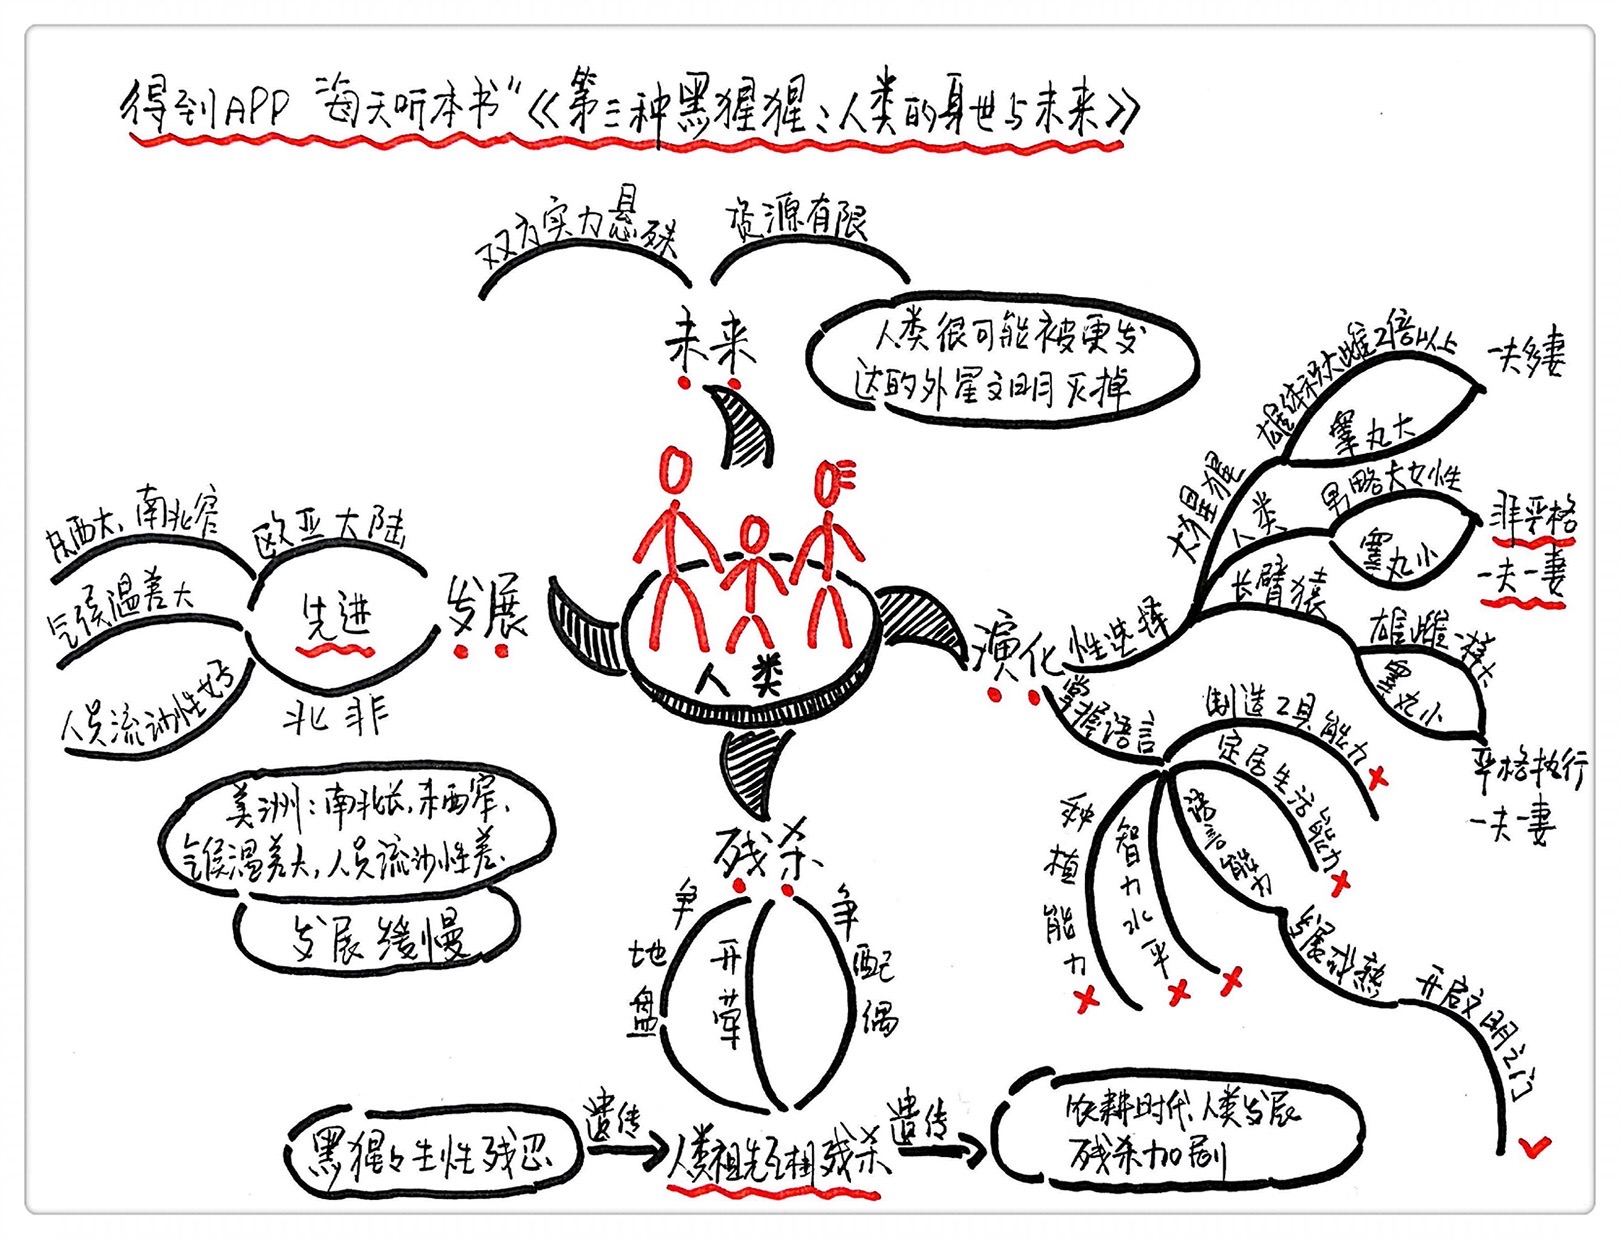 得到APP "每天听本书"《第三种黑猩猩：人类的身世与未来》
双方实力悬殊
资源有限
未来
人类很可能被更发
达的外星文明灭掉
人类
演化
性选择
大猩猩
雄体积大雌2倍以上
睾丸大
一夫多妻
人类
男略大女性
睾丸小
非严格
一夫一妻
长臂猿
雄雌一样大
睾丸小
严格执行
一夫一妻
掌握语言
制造工具能力
定居生活能力
语言能力
智力水平
种植能力
开启文明之门
残杀
争地盘
开荤
争配偶
黑猩猩生性残忍
遗传
人类祖先互相残杀
遗传
农耕时代,人类发展
残杀加剧
发展
欧亚大陆
先进
北非
东西大、南北窄
气候温差大
人员流动性好
美洲：南北长,东西窄、
气候温差大,人员流动性差、
发展缓慢